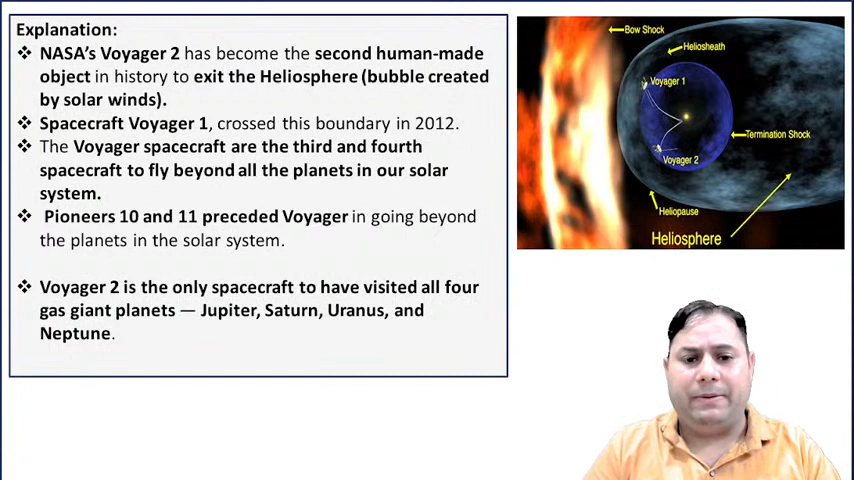 Explanation:
❖ NASA's Voyager 2 has become the second human-made
object in history to exit the Heliosphere (bubble created
by solar winds).
❖ Spacecraft Voyager 1, crossed this boundary in 2012.
❖ The Voyager spacecraft are the third and fourth
spacecraft to fly beyond all the planets in our solar
system.
❖ Pioneers 10 and 11 preceded Voyager in going beyond
the planets in the solar system.
❖ Voyager 2 is the only spacecraft to have visited all four
gas giant planets — Jupiter, Saturn, Uranus, and
Neptune.
Bow Shock
Heliosheath
Voyager 1
Termination Shock
Voyager 2
Heliopause
Heliosphere